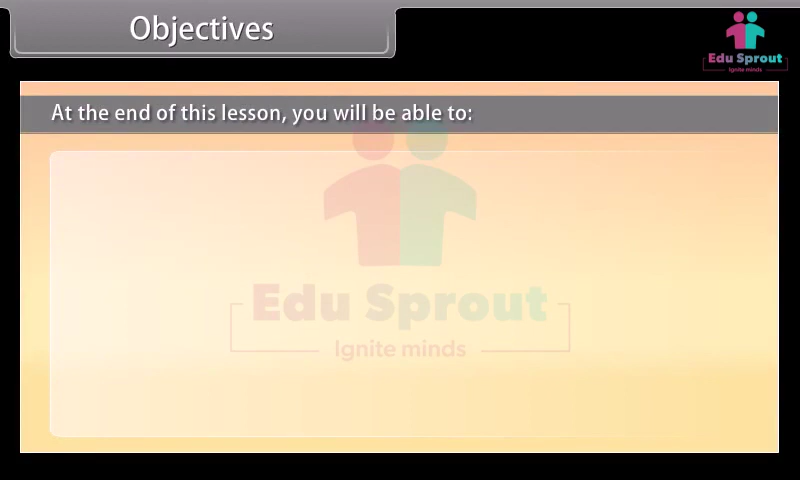 Objectives
Edu Sprout
Ignite minds
At the end of this lesson, you will be able to:
Edu Sprout
Ignite minds